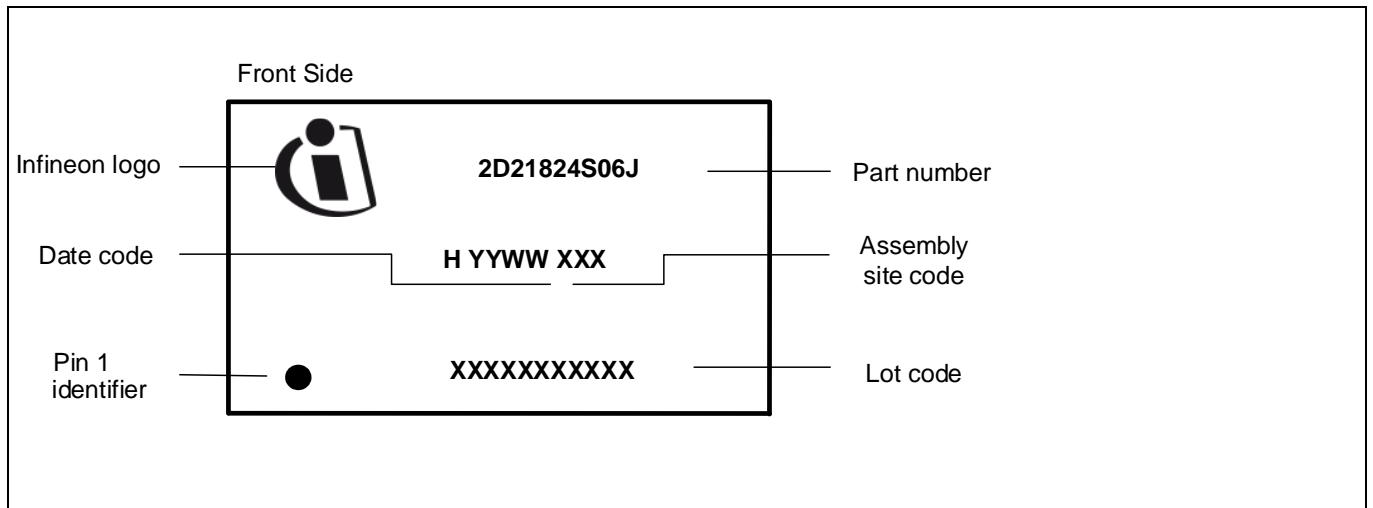 Front Side
Infineon logo
2D21824S06J
Part number
Date code
H YYWW XXX
Assembly
site code
Pin 1
identifier
XXXXXXXXXXX
Lot code